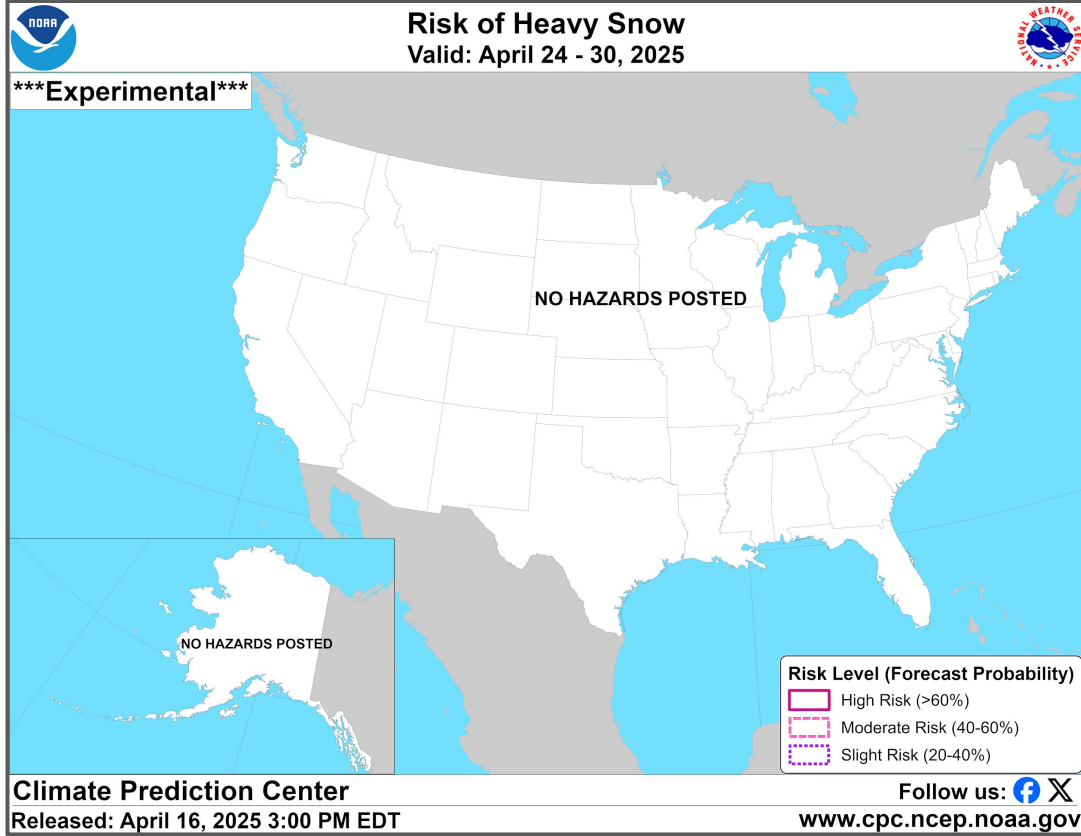 NOAA
Risk of Heavy Snow
Valid: April 24 - 30, 2025
NATIONAL WEATHER SERVICE
***Experimental***
NO HAZARDS POSTED
NO HAZARDS POSTED
Risk Level (Forecast Probability)
High Risk (>60%)
Moderate Risk (40-60%)
Slight Risk (20-40%)
Climate Prediction Center
Follow us:
Released: April 16, 2025 3:00 PM EDT
www.cpc.ncep.noaa.gov